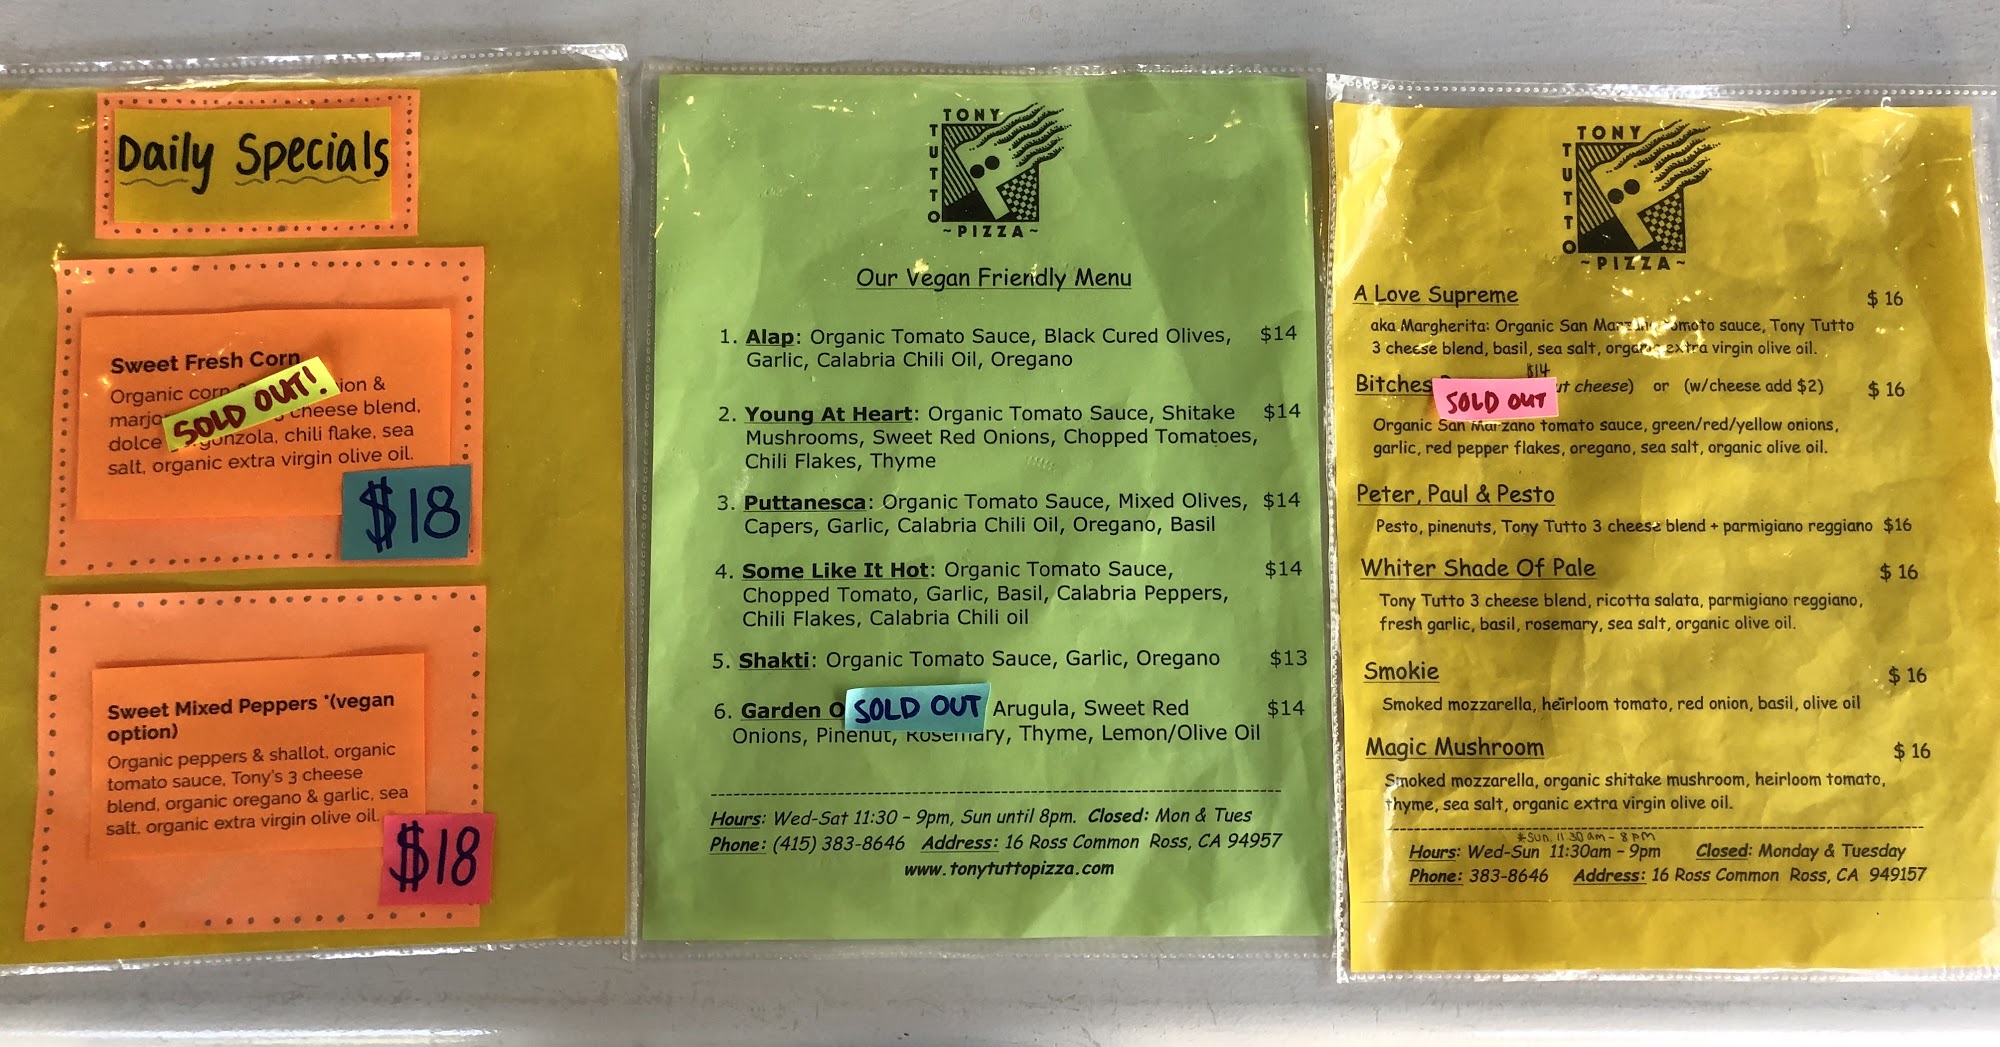 Daily Specials
Sweet Fresh Corn
Organic corn ion &
marjo cheese blend,
SOLD OUT!
dolce gorgonzola, chili flake, sea
salt, organic extra virgin olive oil.
$18
Sweet Mixed Peppers *(vegan
option)
Organic peppers & shallot, organic
tomato sauce, Tony's 3 cheese
blend, organic oregano & garlic, sea
salt, organic extra virgin olive oil.
$18
TONY
TUTTO
~PIZZA~
Our Vegan Friendly Menu
1. Alap: Organic Tomato Sauce, Black Cured Olives, $14
Garlic, Calabria Chili Oil, Oregano
2. Young At Heart: Organic Tomato Sauce, Shitake $14
Mushrooms, Sweet Red Onions, Chopped Tomatoes,
Chili Flakes, Thyme
3. Puttanesca: Organic Tomato Sauce, Mixed Olives, $14
Capers, Garlic, Calabria Chili Oil, Oregano, Basil
4. Some Like It Hot: Organic Tomato Sauce, $14
Chopped Tomato, Garlic, Basil, Calabria Peppers,
Chili Flakes, Calabria Chili oil
5. Shakti: Organic Tomato Sauce, Garlic, Oregano $13
6. Garden O SOLD OUT Arugula, Sweet Red $14
Onions, Pinenut, Rosemary, Thyme, Lemon/Olive Oil
Hours: Wed-Sat 11:30 – 9pm, Sun until 8pm. Closed: Mon & Tues
Phone: (415) 383-8646 Address: 16 Ross Common Ross, CA 94957
www.tonytuttopizza.com
TONY
TUTTO
~PIZZA~
A Love Supreme $ 16
aka Margherita: Organic San Marzano tomato sauce, Tony Tutto
3 cheese blend, basil, sea salt, organic extra virgin olive oil.
$14
Bitches ut cheese) or (w/cheese add $2) $ 16
SOLD OUT
Organic San Marzano tomato sauce, green/red/yellow onions,
garlic, red pepper flakes, oregano, sea salt, organic olive oil.
Peter, Paul & Pesto
Pesto, pinenuts, Tony Tutto 3 cheese blend + parmigiano reggiano $16
Whiter Shade Of Pale $ 16
Tony Tutto 3 cheese blend, ricotta salata, parmigiano reggiano,
fresh garlic, basil, rosemary, sea salt, organic olive oil.
Smokie $ 16
Smoked mozzarella, heirloom tomato, red onion, basil, olive oil
Magic Mushroom $ 16
Smoked mozzarella, organic shitake mushroom, heirloom tomato,
thyme, sea salt, organic extra virgin olive oil.
*Sun. 11:30am – 8pm
Hours: Wed-Sun 11:30am – 9pm Closed: Monday & Tuesday
Phone: 383-8646 Address: 16 Ross Common Ross, CA 949157